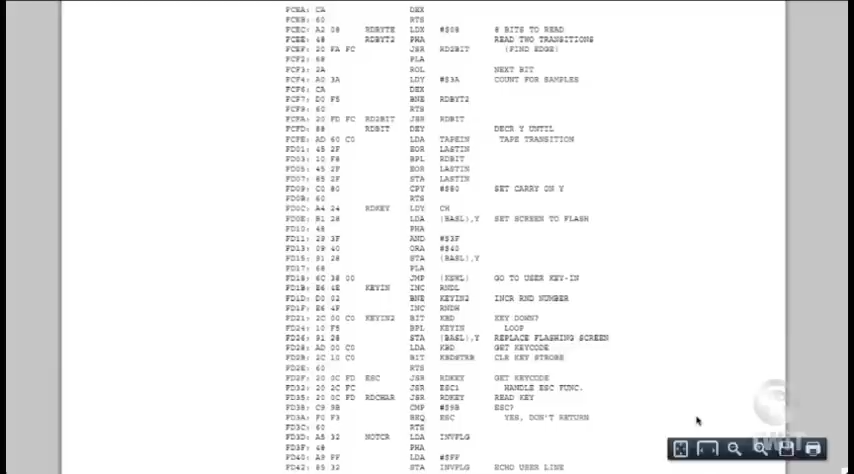 FCEA: CA DEX
FCEB: 60 RTS
FCEC: A2 08 RDBYTE LDX #$08 8 BITS TO READ
FCEE: 48 RDBYT2 PHA READ TWO TRANSITIONS
FCEF: 20 FA FC JSR RD2BIT (FIND EDGE)
FCF2: 68 PLA
FCF3: 2A ROL NEXT BIT
FCF4: A0 3A LDY #$3A COUNT FOR SAMPLES
FCF6: CA DEX
FCF7: D0 F5 BNE RDBYT2
FCF9: 60 RTS
FCFA: 20 FD FC RD2BIT JSR RDBIT
FCFD: 88 RDBIT DEY DECR Y UNTIL
FCFE: AD 60 C0 LDA TAPEIN TAPE TRANSITION
FD01: 45 2F EOR LASTIN
FD03: 10 F8 BPL RDBIT
FD05: 45 2F EOR LASTIN
FD07: 85 2F STA LASTIN
FD09: C0 80 CPY #$80 SET CARRY ON Y
FD0B: 60 RTS
FD0C: A4 24 RDKEY LDY CH
FD0E: B1 28 LDA (BASL),Y SET SCREEN TO FLASH
FD10: 48 PHA
FD11: 29 3F AND #$3F
FD13: 09 40 ORA #$40
FD15: 91 28 STA (BASL),Y
FD17: 68 PLA
FD18: 6C 38 00 JMP (KSWL) GO TO USER KEY-IN
FD1B: E6 4E KEYIN INC RNDL
FD1D: D0 02 BNE KEYIN2 INCR RND NUMBER
FD1F: E6 4F INC RNDH
FD21: 2C 00 C0 KEYIN2 BIT KBD KEY DOWN?
FD24: 10 F5 BPL KEYIN LOOP
FD26: 91 28 STA (BASL),Y REPLACE FLASHING SCREEN
FD28: AD 00 C0 LDA KBD GET KEYCODE
FD2B: 2C 10 C0 BIT KBDSTRB CLR KEY STROBE
FD2E: 60 RTS
FD2F: 20 0C FD ESC JSR RDKEY GET KEYCODE
FD32: 20 2C FC JSR ESC1 HANDLE ESC FUNC.
FD35: 20 0C FD RDCHAR JSR RDKEY READ KEY
FD38: C9 9B CMP #$9B ESC?
FD3A: F0 F3 BEQ ESC YES, DON'T RETURN
FD3C: 60 RTS
FD3D: A5 32 NOTCR LDA INVFLG
FD3F: 48 PHA
FD40: A9 FF LDA #$FF
FD42: 85 32 STA INVFLG ECHO USER LINE
TWiT